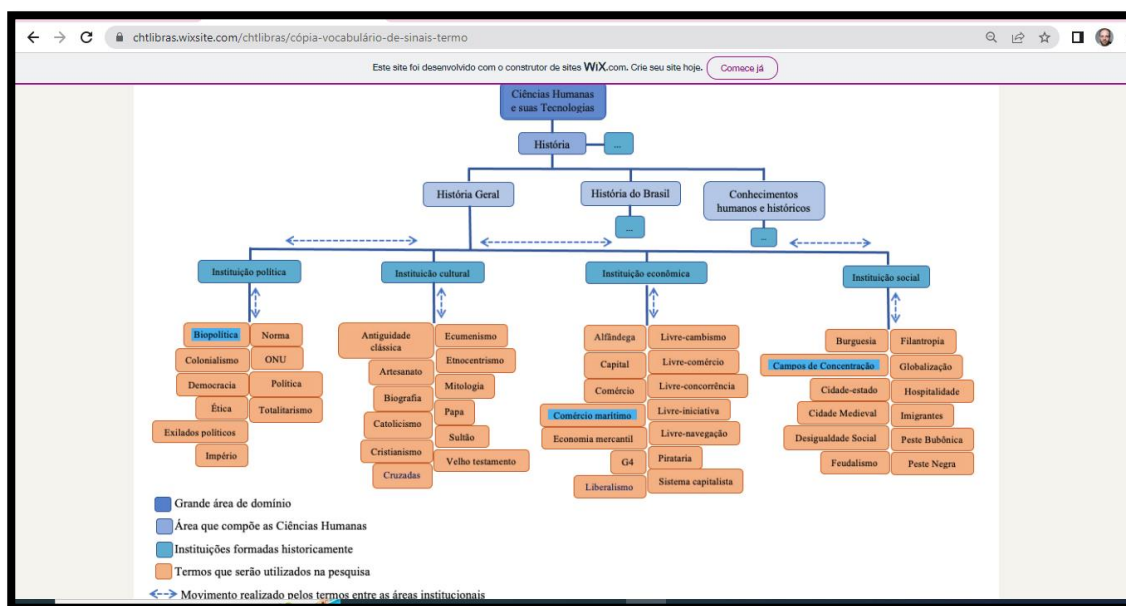 chtlibras.wixsite.com/chtlibras/cópia-vocabulário-de-sinais-termo
Este site foi desenvolvido com o construtor de sites WiX.com. Crie seu site hoje.
Comece já
Ciências Humanas
e suas Tecnologias
História
...
História Geral
História do Brasil
Conhecimentos
humanos e históricos
...
...
Instituição política
Instituicão cultural
Instituição econômica
Instituição social
Biopolítica
Colonialismo
Democracia
Ética
Exilados políticos
Império
Norma
ONU
Política
Totalitarismo
Antiguidade
clássica
Artesanato
Biografia
Catolicismo
Cristianismo
Cruzadas
Ecumenismo
Etnocentrismo
Mitologia
Papa
Sultão
Velho testamento
Alfândega
Capital
Comércio
Comércio marítimo
Economia mercantil
G4
Liberalismo
Livre-cambismo
Livre-comércio
Livre-concorrência
Livre-iniciativa
Livre-navegação
Pirataria
Sistema capitalista
Burguesia
Campos de Concentração
Cidade-estado
Cidade Medieval
Desigualdade Social
Feudalismo
Filantropia
Globalização
Hospitalidade
Imigrantes
Peste Bubônica
Peste Negra
Grande área de domínio
Área que compõe as Ciências Humanas
Instituições formadas historicamente
Termos que serão utilizados na pesquisa
Movimento realizado pelos termos entre as áreas institucionais